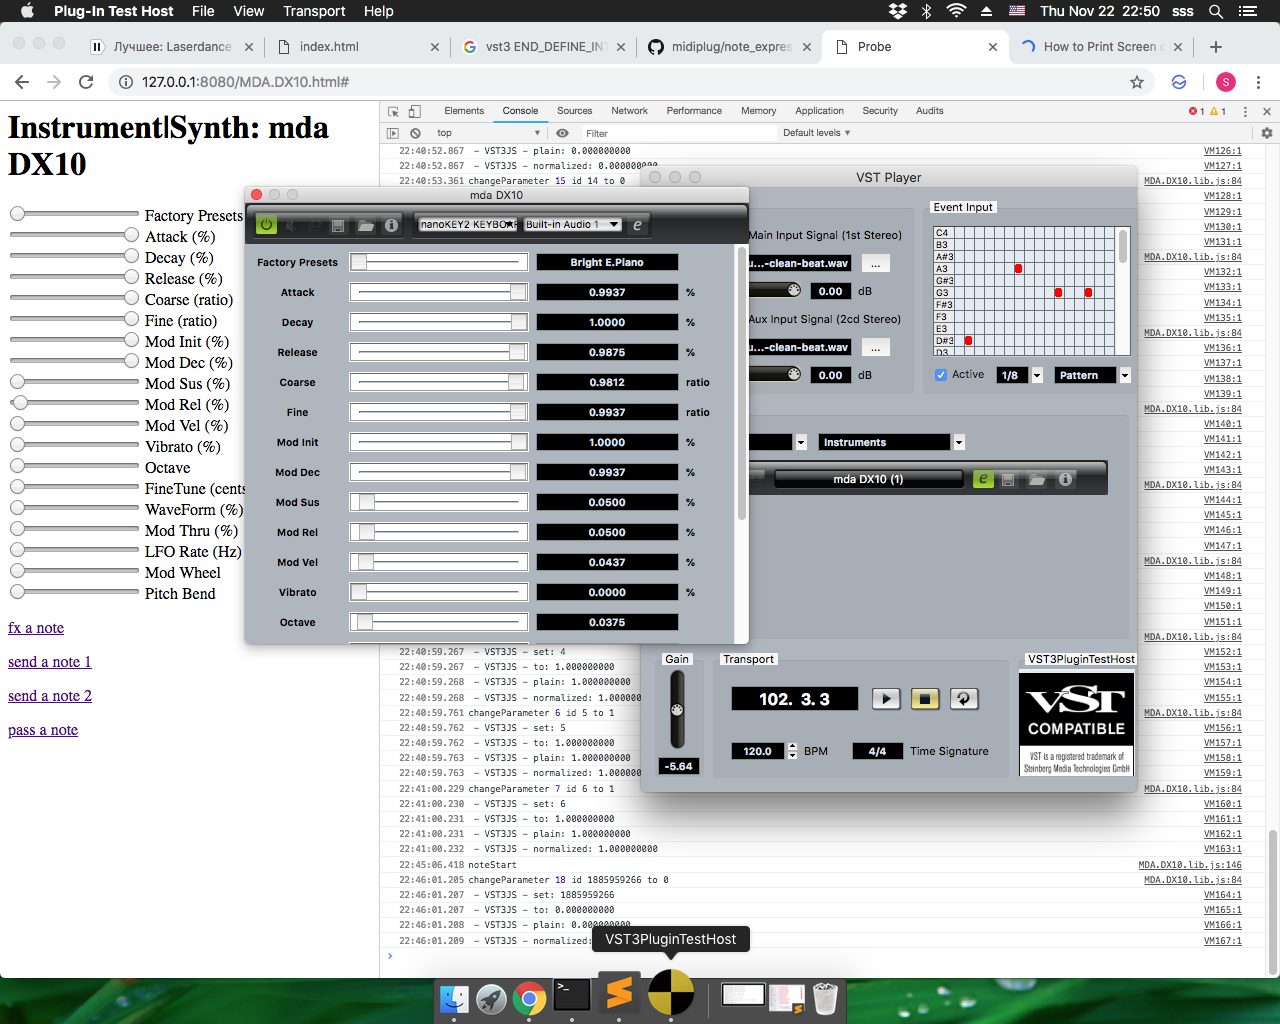 Plug-In Test Host File View Transport Help Thu Nov 22 22:50 sss
Лучшее: Laserdance
index.html
vst3 END_DEFINE_IN
midiplug/note_expres
Probe
How to Print Screen
127.0.0.1:8080/MDA.DX10.html#
S
Instrument|Synth: mda
DX10
Factory Presets
Attack (%)
Decay (%)
Release (%)
Coarse (ratio)
Fine (ratio)
Mod Init (%)
Mod Dec (%)
Mod Sus (%)
Mod Rel (%)
Mod Vel (%)
Vibrato (%)
Octave
FineTune (cents
WaveForm (%)
Mod Thru (%)
LFO Rate (Hz)
Mod Wheel
Pitch Bend
fx a note
send a note 1
send a note 2
pass a note
Elements Console Sources Network Performance Memory Application Security Audits 1 1
top Filter Default levels
22:40:52.867 - VST3JS - plain: 0.000000000 VM126:1
22:40:52.867 - VST3JS - normalized: 0.000000000 VM127:1
22:40:53.361 changeParameter 15 id 14 to 0 MDA.DX10.lib.js:84
VM128:1
VM129:1
VM130:1
VM131:1
MDA.DX10.lib.js:84
VM132:1
VM133:1
VM134:1
VM135:1
MDA.DX10.lib.js:84
VM136:1
VM137:1
VM138:1
VM139:1
MDA.DX10.lib.js:84
VM140:1
VM141:1
VM142:1
VM143:1
MDA.DX10.lib.js:84
VM144:1
VM145:1
VM146:1
VM147:1
MDA.DX10.lib.js:84
VM148:1
VM149:1
VM150:1
VM151:1
MDA.DX10.lib.js:84
22:40:59.267 - VST3JS - set: 4 VM152:1
22:40:59.267 - VST3JS - to: 1.000000000 VM153:1
22:40:59.268 - VST3JS - plain: 1.000000000 VM154:1
22:40:59.268 - VST3JS - normalized: 1.000 VM155:1
22:40:59.761 changeParameter 6 id 5 to 1 MDA.DX10.lib.js:84
22:40:59.762 - VST3JS - set: 5 VM156:1
22:40:59.762 - VST3JS - to: 1.000000000 VM157:1
22:40:59.763 - VST3JS - plain: 1.000000000 VM158:1
22:40:59.763 - VST3JS - normalized: 1.000 VM159:1
22:41:00.229 changeParameter 7 id 6 to 1 MDA.DX10.lib.js:84
22:41:00.230 - VST3JS - set: 6 VM160:1
22:41:00.231 - VST3JS - to: 1.000000000 VM161:1
22:41:00.231 - VST3JS - plain: 1.000000000 VM162:1
22:41:00.232 - VST3JS - normalized: 1.000000000 VM163:1
22:45:06.418 noteStart MDA.DX10.lib.js:146
22:46:01.205 changeParameter 18 id 1885959266 to 0 MDA.DX10.lib.js:84
22:46:01.207 - VST3JS - set: 1885959266 VM164:1
22:46:01.207 - VST3JS - to: 0.000000000 VM165:1
22:46:01.208 - VST3JS - plain: 0.000 VM166:1
22:46:01.209 - VST3JS - normalized: VM167:1
mda DX10
nanoKEY2 KEYBOAR Built-in Audio 1 e
Factory Presets Bright E.Piano
Attack 0.9937 %
Decay 1.0000 %
Release 0.9875 %
Coarse 0.9812 ratio
Fine 0.9937 ratio
Mod Init 1.0000 %
Mod Dec 0.9937 %
Mod Sus 0.0500 %
Mod Rel 0.0500 %
Mod Vel 0.0437 %
Vibrato 0.0000 %
Octave 0.0375
VST Player
Main Input Signal (1st Stereo)
u...-clean-beat.wav ...
0.00 dB
Aux Input Signal (2cd Stereo)
u...-clean-beat.wav ...
0.00 dB
Event Input
C4
B3
A#3
A3
G#3
G3
F#3
F3
E3
D#3
D3
Active 1/8 Pattern
Instruments
mda DX10 (1) e
Gain
-5.64
Transport
102. 3. 3
120.0 BPM 4/4 Time Signature
VST3PluginTestHost
VST
COMPATIBLE
VST is a registered trademark of
Steinberg Media Technologies GmbH
VST3PluginTestHost